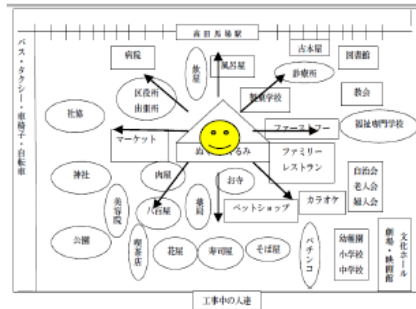 高田馬場駅
バス・タクシー・車椅子・自転車
病院
飲屋
風呂屋
古本屋
図書館
診療所
区役所
出張所
製菓学校
教会
社協
マーケット
ファーストフー
福祉専門学校
ファミリー
レストラン
神社
肉屋
お寺
自治会
老人会
婦人会
美容院
八百屋
薬局
ペットショップ
カラオケ
公園
喫茶店
花屋
寿司屋
そば屋
パチンコ
幼稚園
小学校
中学校
文化ホール
劇場・映画館
工事中の人達